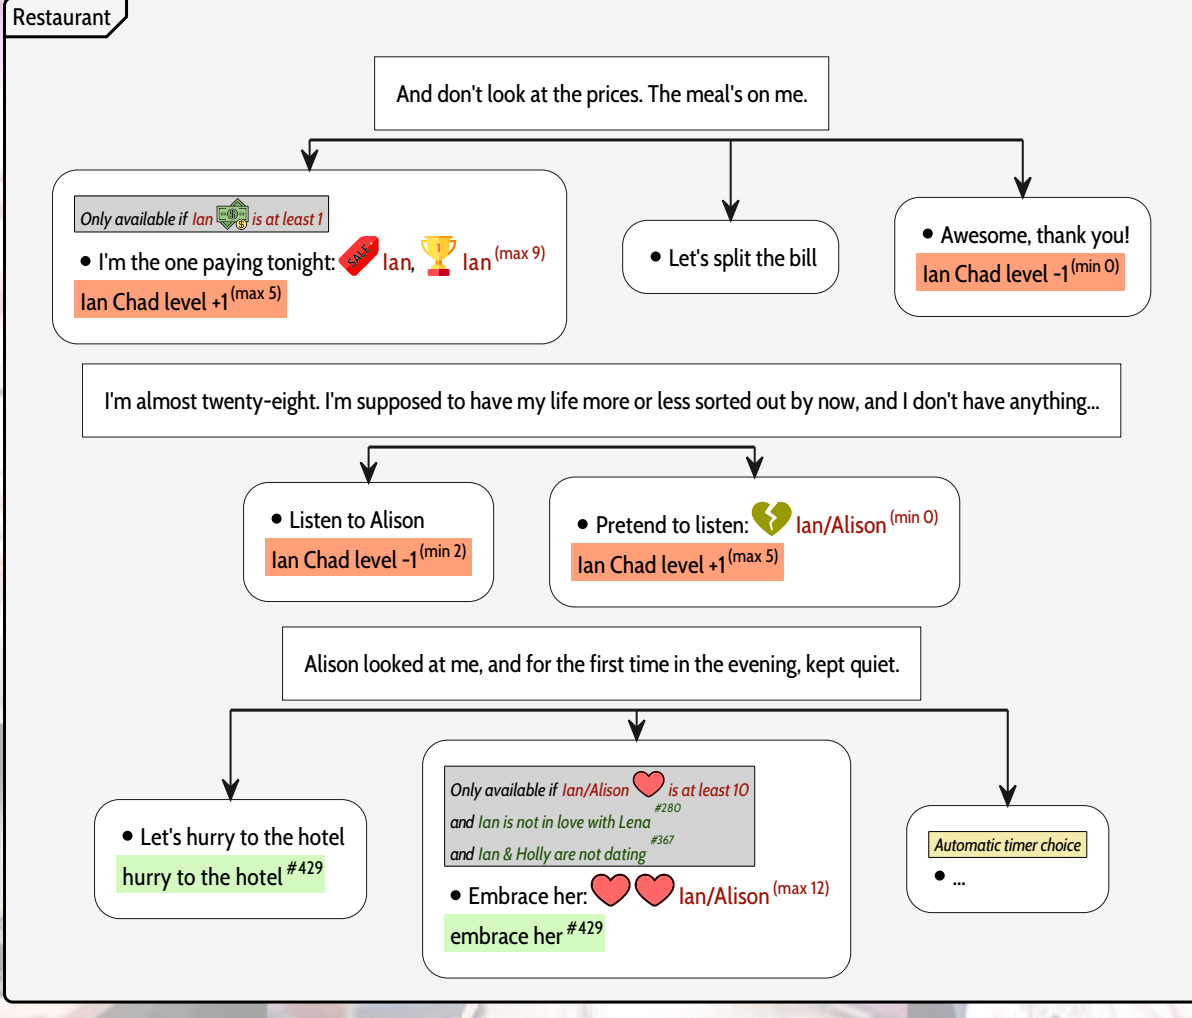 Restaurant
And don't look at the prices. The meal's on me.
Only available if Ian is at least 1
• I'm the one paying tonight: SALE Ian, 1 Ian (max 9)
Ian Chad level +1 (max 5)
• Let's split the bill
• Awesome, thank you!
Ian Chad level -1 (min 0)
I'm almost twenty-eight. I'm supposed to have my life more or less sorted out by now, and I don't have anything...
• Listen to Alison
Ian Chad level -1 (min 2)
• Pretend to listen: Ian/Alison (min 0)
Ian Chad level +1 (max 5)
Alison looked at me, and for the first time in the evening, kept quiet.
• Let's hurry to the hotel
hurry to the hotel #429
Only available if Ian/Alison is at least 10
and Ian is not in love with Lena #280
and Ian & Holly are not dating #367
• Embrace her: Ian/Alison (max 12)
embrace her #429
Automatic timer choice
• ...